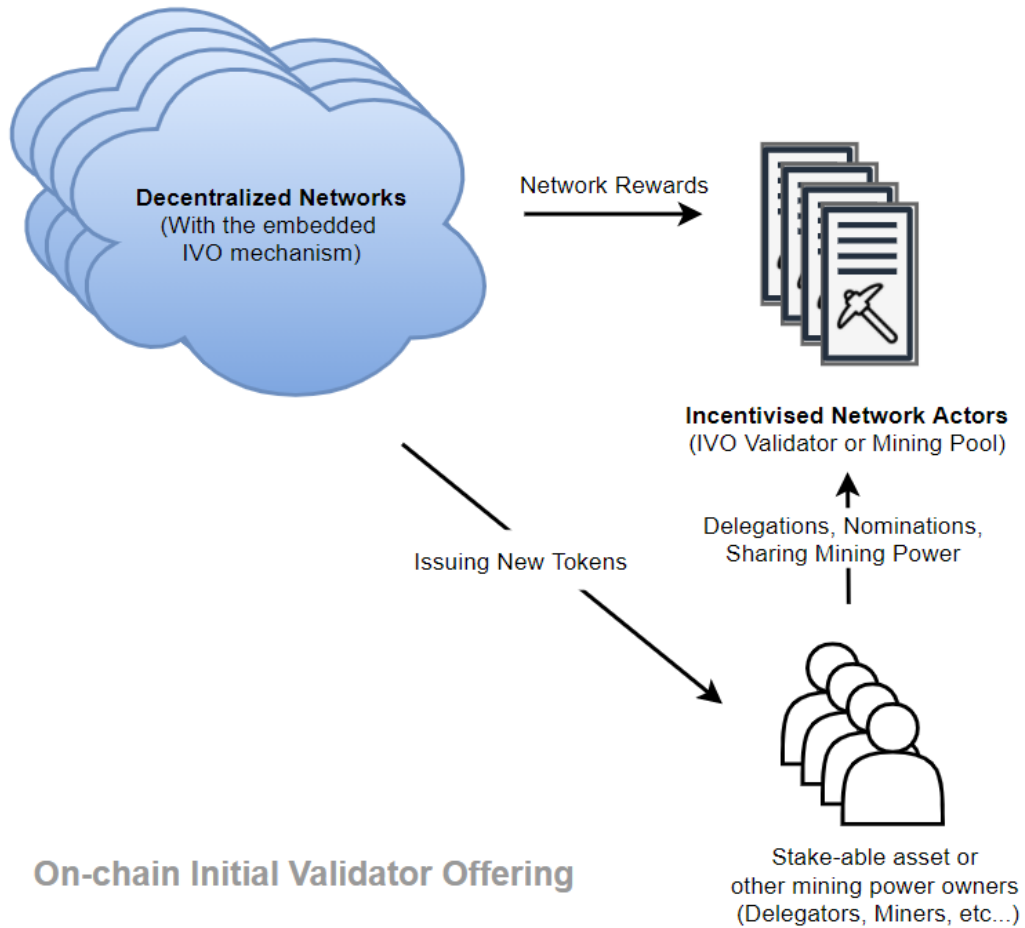 Decentralized Networks
(With the embedded
IVO mechanism)
Network Rewards
Incentivised Network Actors
(IVO Validator or Mining Pool)
Delegations, Nominations,
Sharing Mining Power
Issuing New Tokens
Stake-able asset or
other mining power owners
(Delegators, Miners, etc...)
On-chain Initial Validator Offering